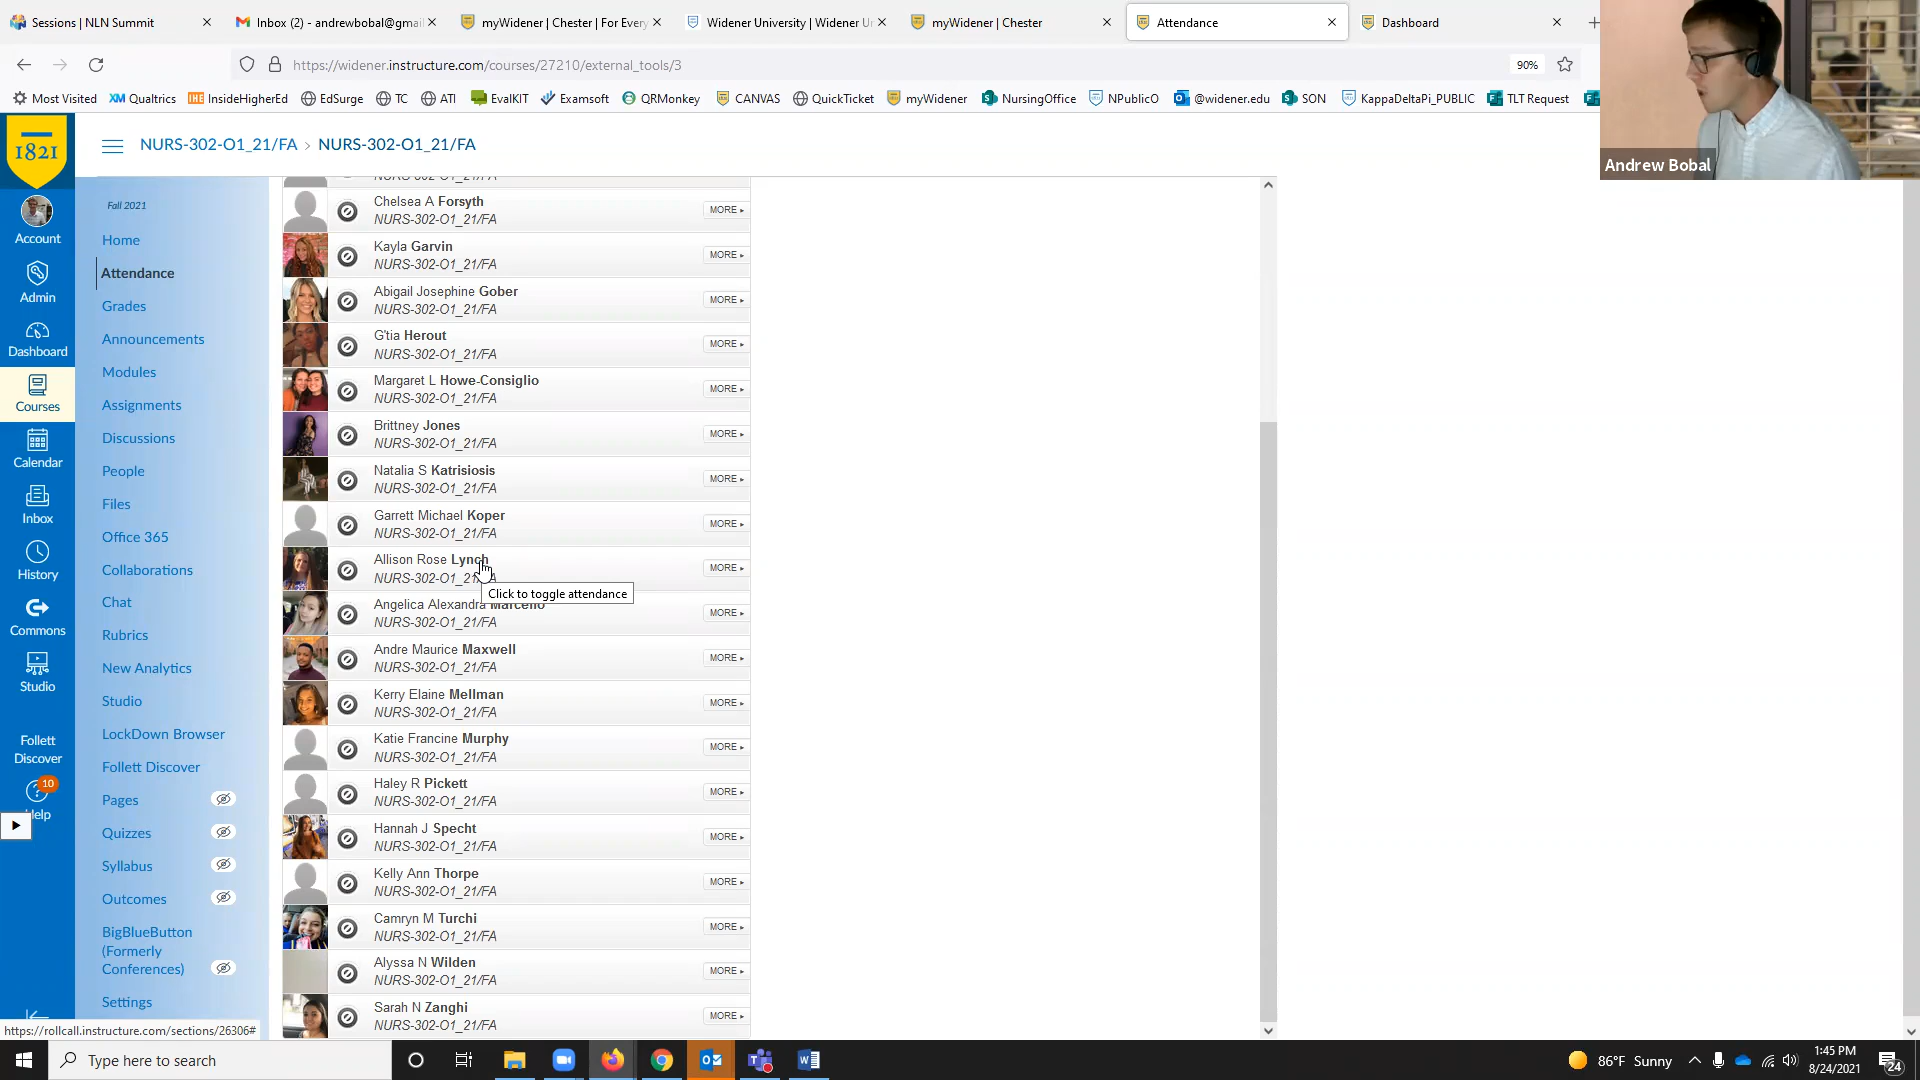 Sessions | NLN Summit
Inbox (2) - andrewbobal@gmai
myWidener | Chester | For Every
Widener University | Widener Un
myWidener | Chester
Attendance
Dashboard
https://widener.instructure.com/courses/27210/external_tools/3
90%
Most Visited
XM Qualtrics
IHE InsideHigherEd
EdSurge
TC
ATI
EvalKIT
Examsoft
QRMonkey
CANVAS
QuickTicket
myWidener
NursingOffice
NPublicO
@widener.edu
SON
KappaDeltaPi_PUBLIC
TLT Request
Andrew Bobal
1821
NURS-302-O1_21/FA › NURS-302-O1_21/FA
Account
Admin
Dashboard
Courses
Calendar
Inbox
History
Commons
Studio
Follett
Discover
10
Help
Fall 2021
Home
Attendance
Grades
Announcements
Modules
Assignments
Discussions
People
Files
Office 365
Collaborations
Chat
Rubrics
New Analytics
Studio
LockDown Browser
Follett Discover
Pages
Quizzes
Syllabus
Outcomes
BigBlueButton
(Formerly
Conferences)
Settings
NURS-302-O1_21/FA
Chelsea A Forsyth
NURS-302-O1_21/FA
MORE
Kayla Garvin
NURS-302-O1_21/FA
MORE
Abigail Josephine Gober
NURS-302-O1_21/FA
MORE
G'tia Herout
NURS-302-O1_21/FA
MORE
Margaret L Howe-Consiglio
NURS-302-O1_21/FA
MORE
Brittney Jones
NURS-302-O1_21/FA
MORE
Natalia S Katrisiosis
NURS-302-O1_21/FA
MORE
Garrett Michael Koper
NURS-302-O1_21/FA
MORE
Allison Rose Lynch
NURS-302-O1_21/FA
MORE
Click to toggle attendance
Angelica Alexandra Marceno
NURS-302-O1_21/FA
MORE
Andre Maurice Maxwell
NURS-302-O1_21/FA
MORE
Kerry Elaine Mellman
NURS-302-O1_21/FA
MORE
Katie Francine Murphy
NURS-302-O1_21/FA
MORE
Haley R Pickett
NURS-302-O1_21/FA
MORE
Hannah J Specht
NURS-302-O1_21/FA
MORE
Kelly Ann Thorpe
NURS-302-O1_21/FA
MORE
Camryn M Turchi
NURS-302-O1_21/FA
MORE
Alyssa N Wilden
NURS-302-O1_21/FA
MORE
Sarah N Zanghi
NURS-302-O1_21/FA
MORE
https://rollcall.instructure.com/sections/26306#
Type here to search
86°F Sunny
1:45 PM
8/24/2021
24